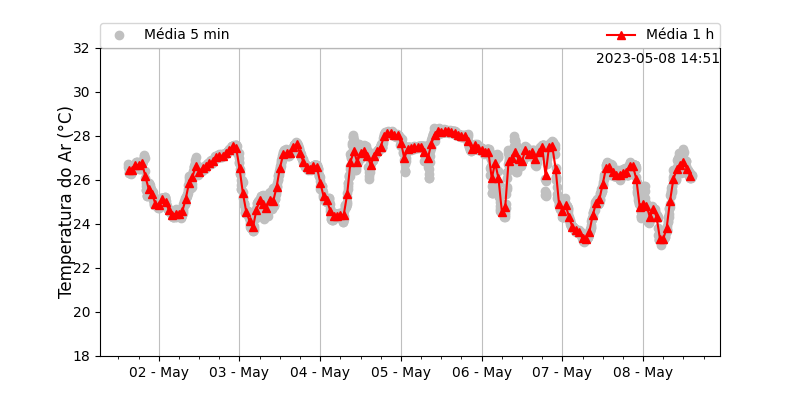 Média 5 min
Média 1 h
2023-05-08 14:51
Temperatura do Ar (°C)
32
30
28
26
24
22
20
18
02 - May
03 - May
04 - May
05 - May
06 - May
07 - May
08 - May